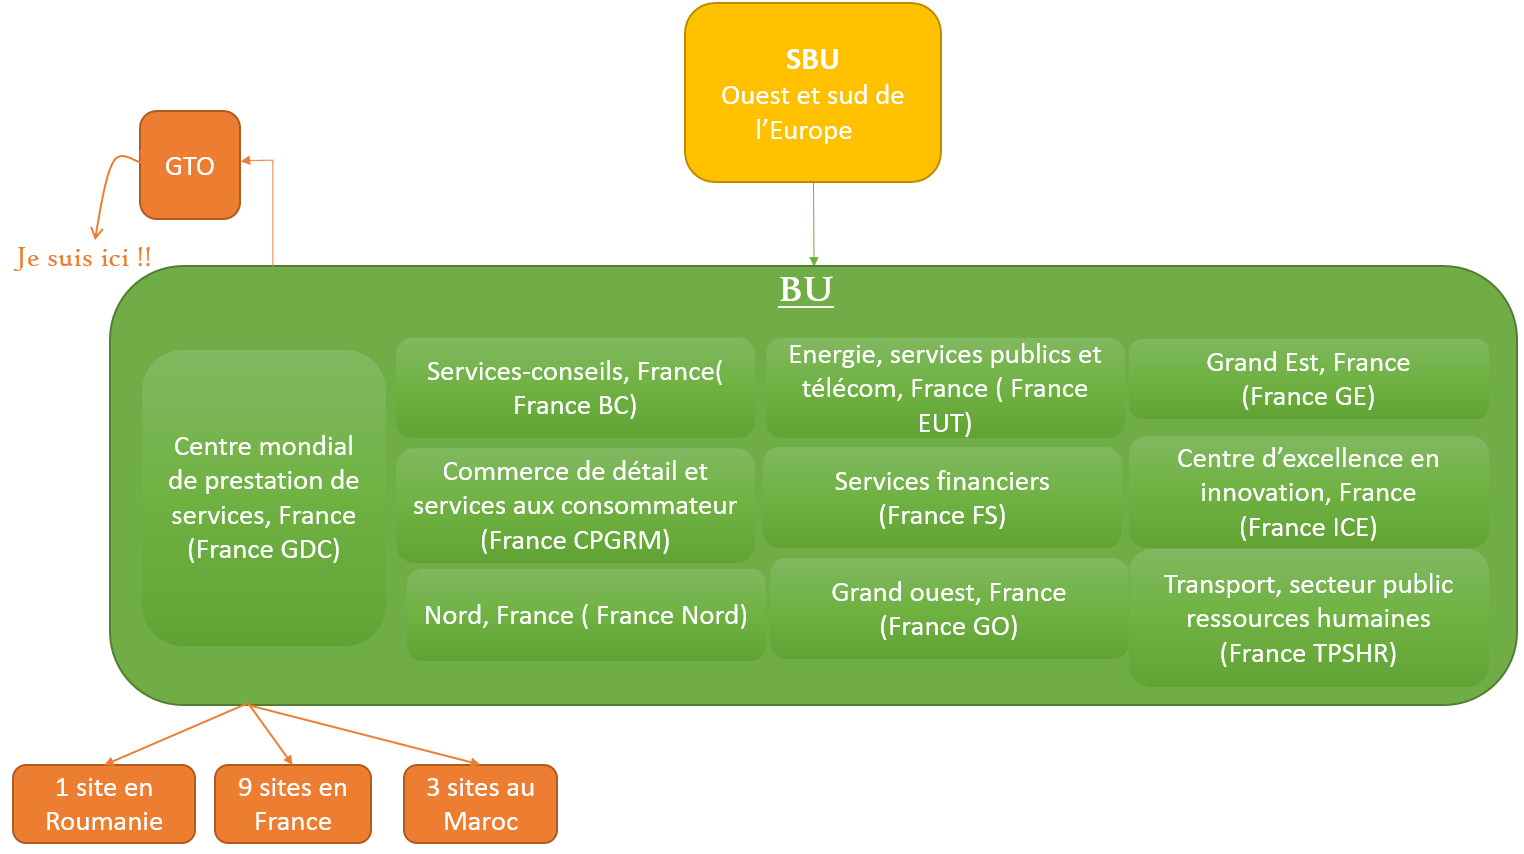 SBU
Ouest et sud de
l’Europe
GTO
Je suis ici !!
BU
Centre mondial
de prestation de
services, France
(France GDC)
Services-conseils, France(
France BC)
Commerce de détail et
services aux consommateur
(France CPGRM)
Nord, France ( France Nord)
Energie, services publics et
télécom, France ( France
EUT)
Services financiers
(France FS)
Grand ouest, France
(France GO)
Grand Est, France
(France GE)
Centre d’excellence en
innovation, France
(France ICE)
Transport, secteur public
ressources humaines
(France TPSHR)
1 site en
Roumanie
9 sites en
France
3 sites au
Maroc